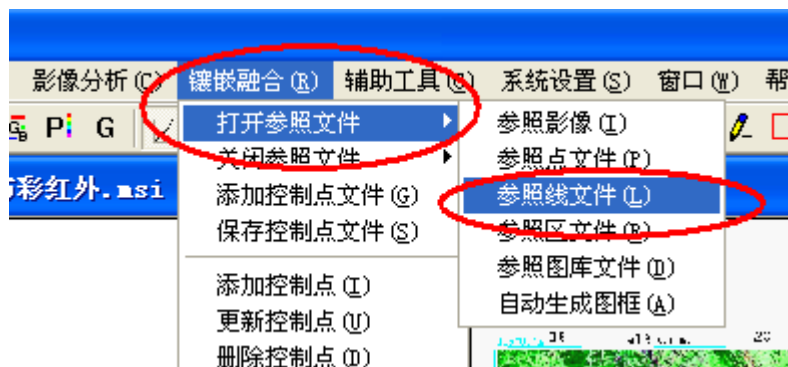 影像分析(C) 镶嵌融合(R) 辅助工具 系统设置(S) 窗口(W) 帮
Pi G
打开参照文件
参照影像(I)
关闭参照文件
参照点文件(P)
彩红外.msi
添加控制点文件(G)
参照线文件(L)
保存控制点文件(S)
参照区文件(R)
参照图库文件(D)
添加控制点(I)
自动生成图框(A)
更新控制点(U)
删除控制点(D)
20